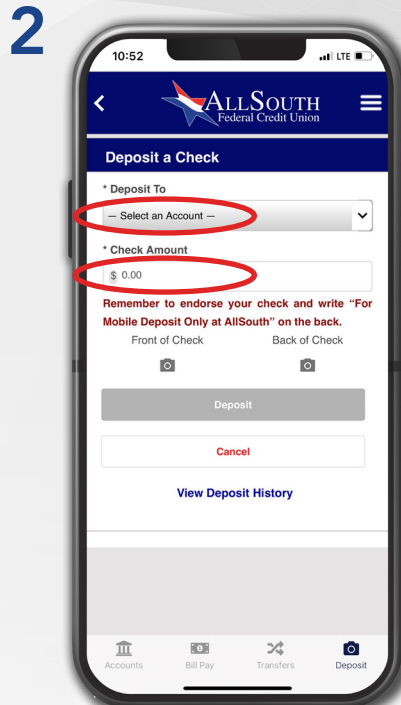 2
10:52
LTE
ALLSOUTH
Federal Credit Union
Deposit a Check
* Deposit To
— Select an Account —
* Check Amount
$ 0.00
Remember to endorse your check and write “For
Mobile Deposit Only at AllSouth” on the back.
Front of Check Back of Check
Deposit
Cancel
View Deposit History
Accounts Bill Pay Transfers Deposit